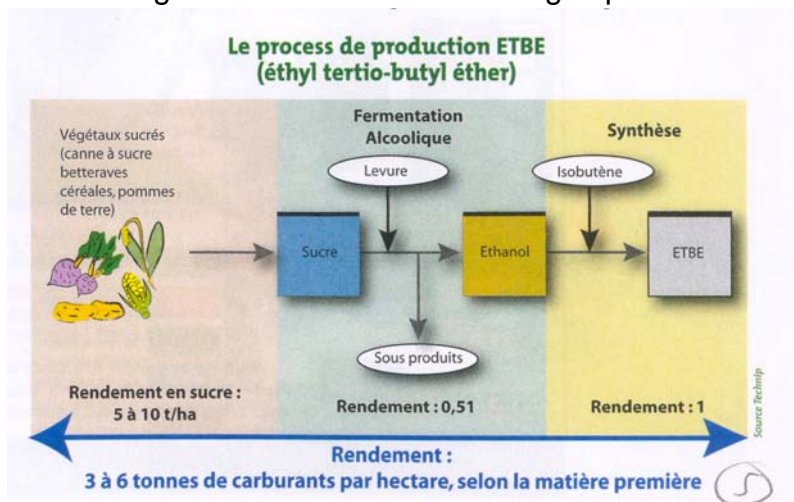 Le process de production ETBE
(éthyl tertio-butyl éther)
Végétaux sucrés
(canne à sucre
betteraves
céréales, pommes
de terre)
Fermentation
Alcoolique
Synthèse
Levure
Isobutène
Sucre
Ethanol
ETBE
Sous produits
Rendement en sucre :
5 à 10 t/ha
Rendement : 0,51
Rendement : 1
Source Technip
Rendement :
3 à 6 tonnes de carburants par hectare, selon la matière première